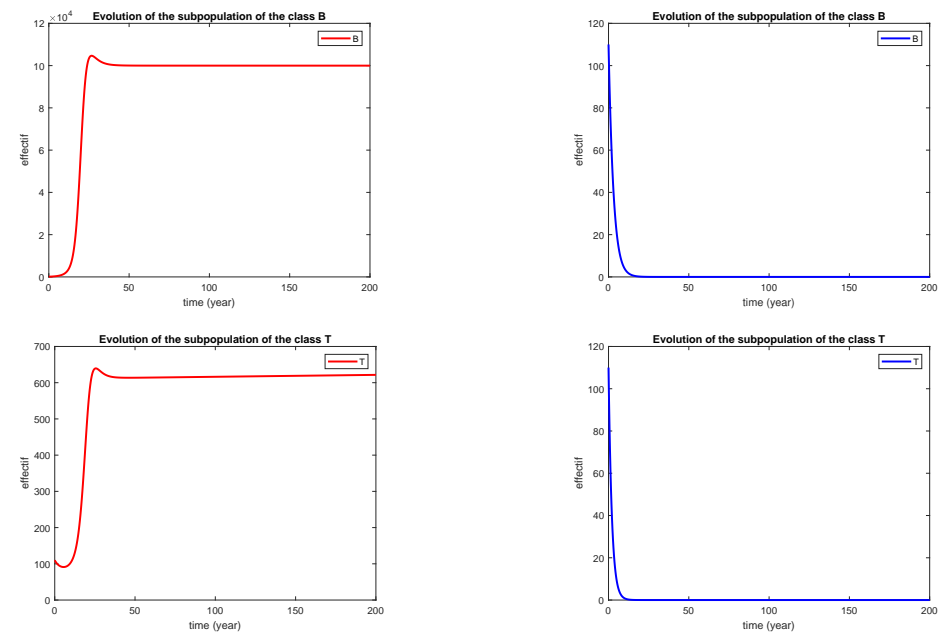 Evolution of the subpopulation of the class B
×10⁴
12
10
8
6
4
2
0
effectif
B
0 50 100 150 200
time (year)
Evolution of the subpopulation of the class B
120
100
80
60
40
20
0
effectif
B
0 50 100 150 200
time (year)
Evolution of the subpopulation of the class T
700
600
500
400
300
200
100
0
effectif
T
0 50 100 150 200
time (year)
Evolution of the subpopulation of the class T
120
100
80
60
40
20
0
effectif
T
0 50 100 150 200
time (year)